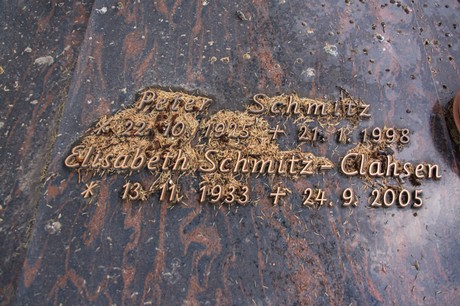 Peter Schmitz
* 22. 10. 1925 † 21. 1. 1998
Elisabeth Schmitz-Clahsen
* 13. 11. 1933 † 24. 9. 2005